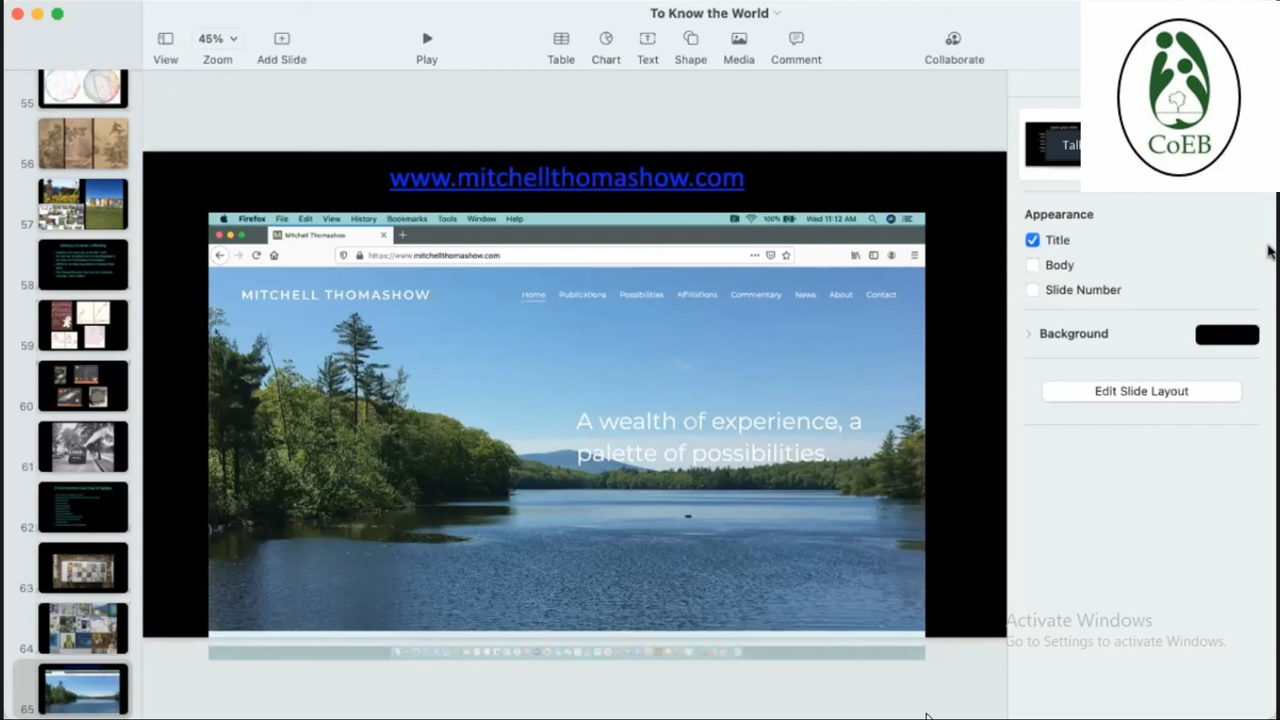 To Know the World
45%
View Zoom Add Slide Play Table Chart Text Shape Media Comment Collaborate
CoEB
Tal
55
56
57
58
59
60
61
62
63
64
65
www.mitchellthomashow.com
Firefox File Edit View History Bookmarks Tools Window Help 100% Wed 11:12 AM
Mitchell Thomashow
https://www.mitchellthomashow.com
MITCHELL THOMASHOW Home Publications Possibilities Affiliations Commentary News About Contact
A wealth of experience, a
palette of possibilities.
Appearance
Title
Body
Slide Number
Background
Edit Slide Layout
Activate Windows
Go to Settings to activate Windows.